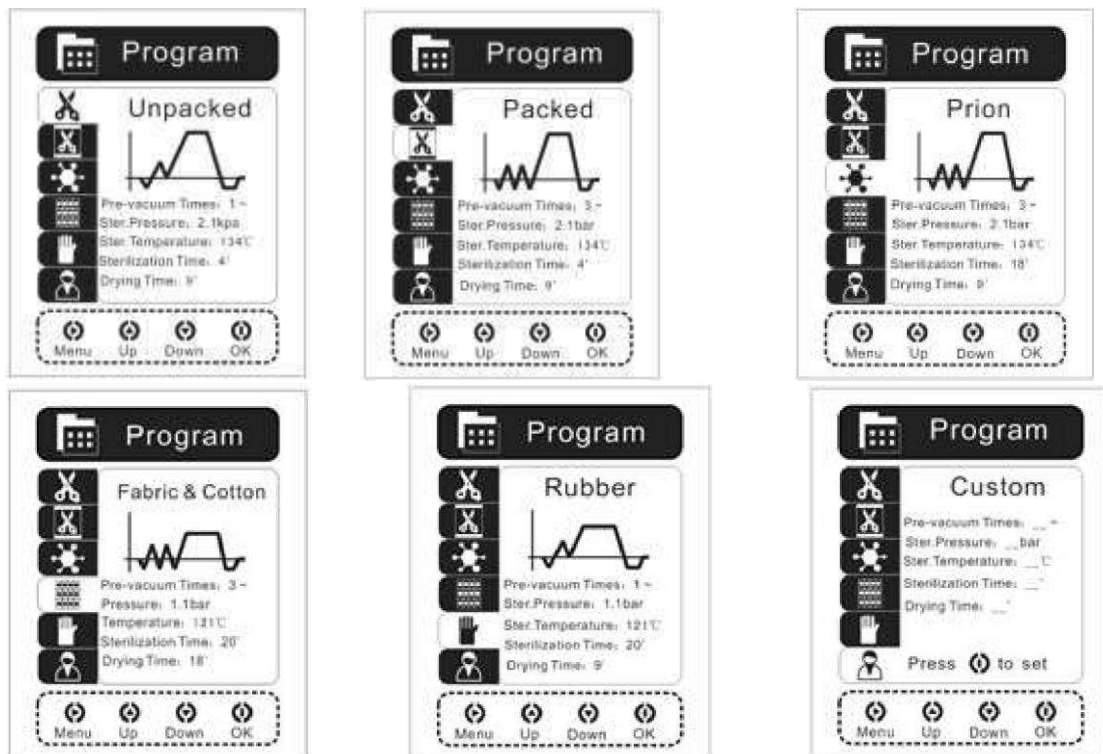 Program
Unpacked
Pre-vacuum Times: 1~
Ster.Pressure: 2.1kpa
Ster.Temperature: 134℃
Sterilization Time: 4'
Drying Time: 9'
Menu Up Down OK
Program
Packed
Pre-vacuum Times: 3~
Ster.Pressure: 2.1bar
Ster.Temperature: 134℃
Sterilization Time: 4'
Drying Time: 9'
Menu Up Down OK
Program
Prion
Pre-vacuum Times: 3~
Ster.Pressure: 2.1bar
Ster.Temperature: 134℃
Sterilization Time: 18'
Drying Time: 9'
Menu Up Down OK
Program
Fabric & Cotton
Pre-vacuum Times: 3~
Pressure: 1.1bar
Temperature: 121℃
Sterilization Time: 20'
Drying Time: 18'
Menu Up Down OK
Program
Rubber
Pre-vacuum Times: 1~
Ster.Pressure: 1.1bar
Ster.Temperature: 121℃
Sterilization Time: 20'
Drying Time: 9'
Menu Up Down OK
Program
Custom
Pre-vacuum Times: __~
Ster.Pressure: __bar
Ster.Temperature: __℃
Sterilization Time: __'
Drying Time: __'
Press to set
Menu Up Down OK